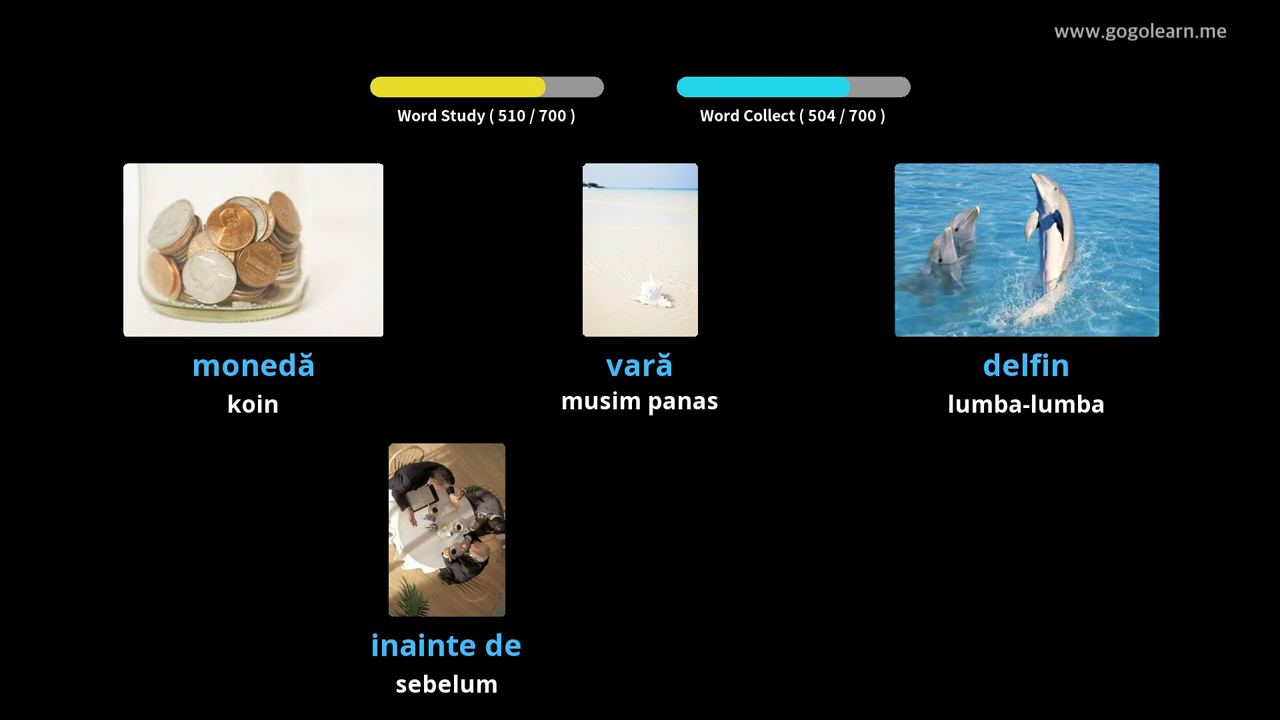 www.gogolearn.me
Word Study ( 510 / 700 )
Word Collect ( 504 / 700 )
monedă
koin
vară
musim panas
delfin
lumba-lumba
inainte de
sebelum